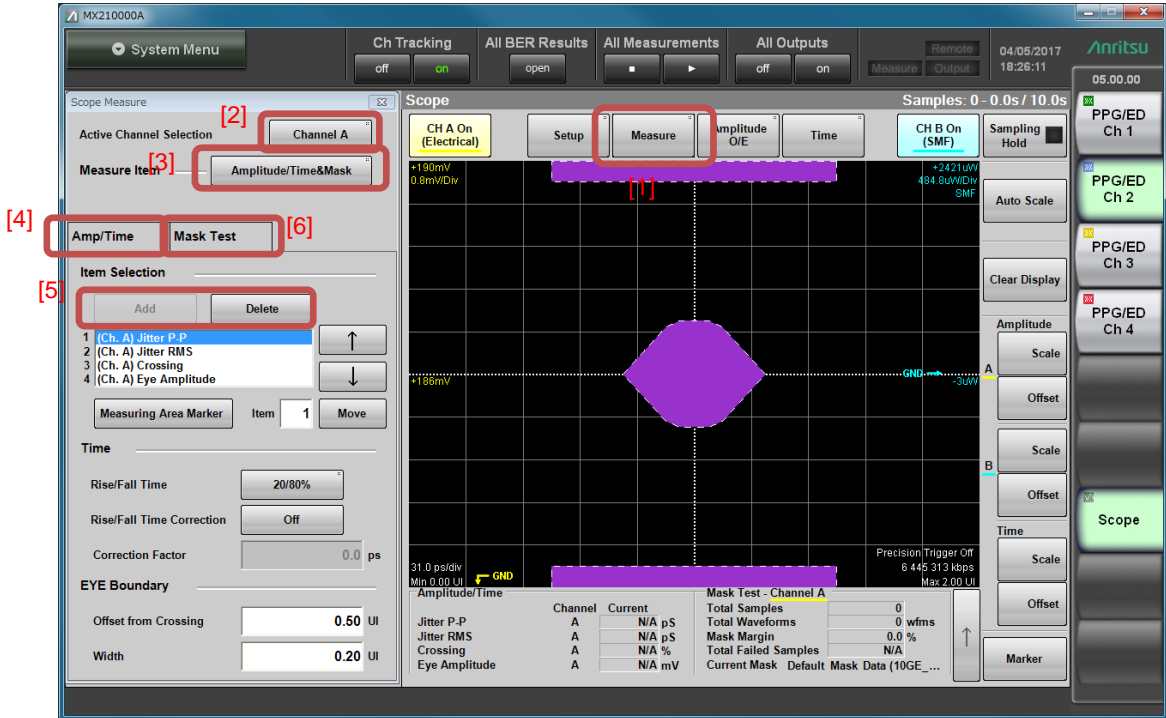 MX210000A
System Menu
Ch Tracking
off on
All BER Results
open
All Measurements
All Outputs
off on
Remote
Measure Output
04/05/2017
18:26:11
Anritsu
05.00.00
Scope Measure
[2]
Active Channel Selection Channel A
[3]
Measure Item Amplitude/Time&Mask
[4]
Amp/Time Mask Test
[6]
Item Selection
[5]
Add Delete
1 (Ch. A) Jitter P-P
2 (Ch. A) Jitter RMS
3 (Ch. A) Crossing
4 (Ch. A) Eye Amplitude
↑
↓
Measuring Area Marker Item 1 Move
Time
Rise/Fall Time 20/80%
Rise/Fall Time Correction Off
Correction Factor 0.0 ps
EYE Boundary
Offset from Crossing 0.50 UI
Width 0.20 UI
Scope Samples: 0 - 0.0s / 10.0s
CH A On
(Electrical)
Setup
Measure
Amplitude
O/E
Time
CH B On
(SMF)
Sampling
Hold
[1]
+190mV
0.8mV/Div
+2421uW
484.8uW/Div
SMF
+186mV
GND
-3uW
31.0 ps/div
Min 0.00 UI
GND
Precision Trigger Off
6 445 313 kbps
Max 2.00 UI
Amplitude/Time
Channel Current
Jitter P-P A N/A pS
Jitter RMS A N/A pS
Crossing A N/A %
Eye Amplitude A N/A mV
Mask Test - Channel A
Total Samples 0
Total Waveforms 0 wfms
Mask Margin 0.0 %
Total Failed Samples N/A
Current Mask Default Mask Data (10GE_...
↑
Auto Scale
Clear Display
Amplitude
Scale
A
Offset
Scale
B
Offset
Time
Scale
Offset
Marker
PPG/ED
Ch 1
PPG/ED
Ch 2
PPG/ED
Ch 3
PPG/ED
Ch 4
Scope